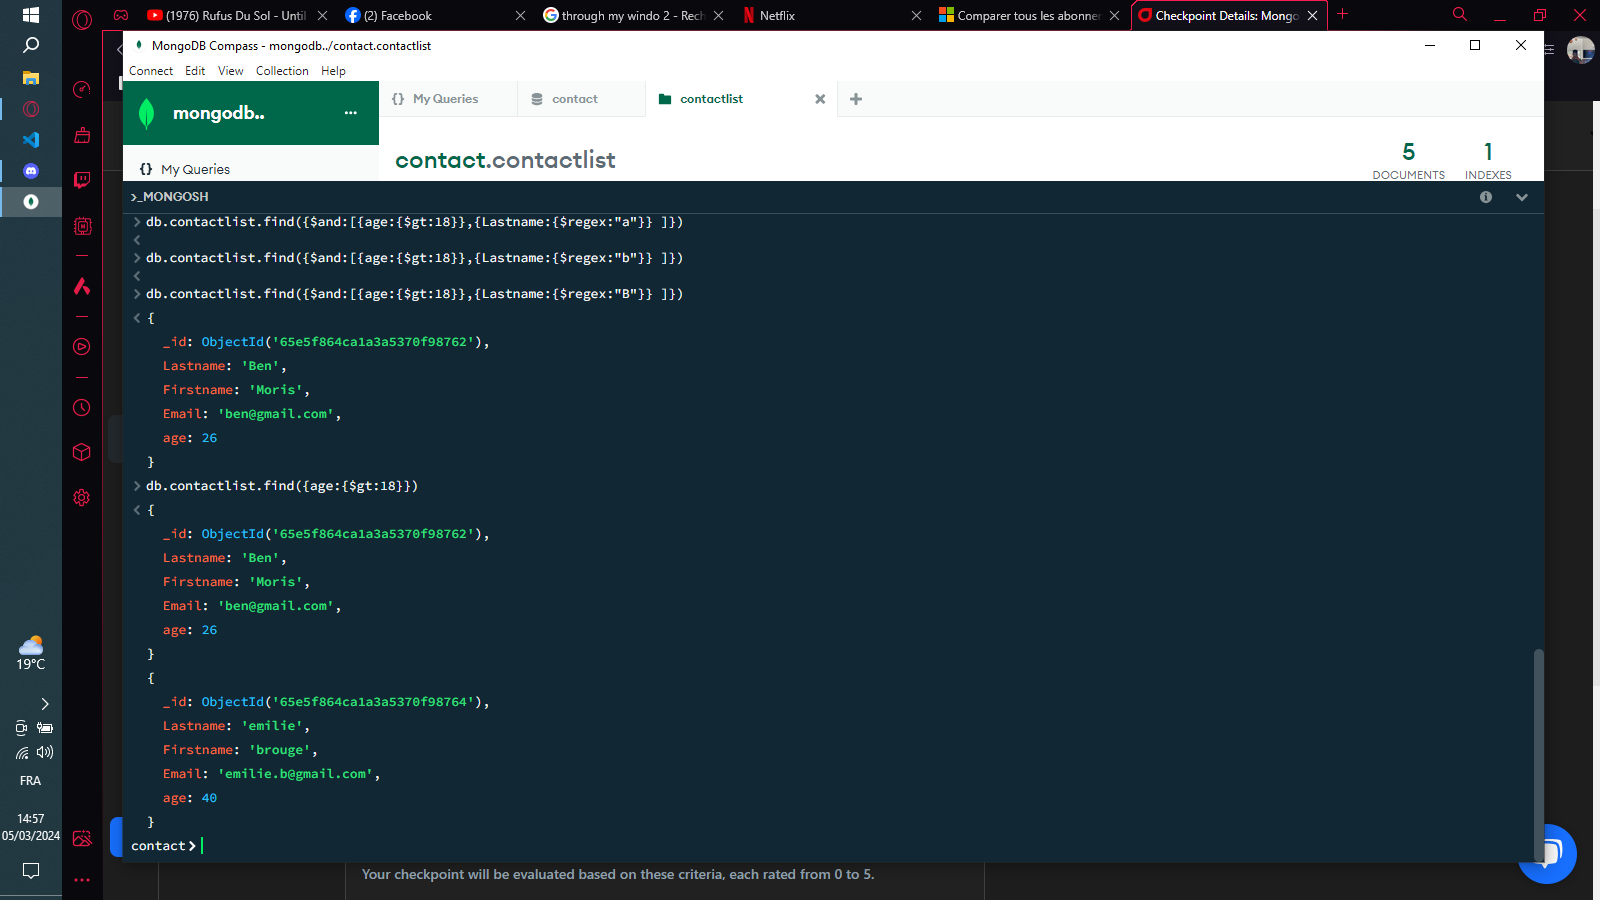 (1976) Rufus Du Sol - Until
(2) Facebook
through my windo 2 - Rech
Netflix
Comparer tous les abonner
Checkpoint Details: Mongo
MongoDB Compass - mongodb../contact.contactlist
Connect Edit View Collection Help
mongodb..
{} My Queries
contact
contactlist
{} My Queries
contact.contactlist
5
DOCUMENTS
1
INDEXES
>_MONGOSH
db.contactlist.find({$and:[{age:{$gt:18}},{Lastname:{$regex:"a"}} ]})
db.contactlist.find({$and:[{age:{$gt:18}},{Lastname:{$regex:"b"}} ]})
db.contactlist.find({$and:[{age:{$gt:18}},{Lastname:{$regex:"B"}} ]})
{
_id: ObjectId('65e5f864ca1a3a5370f98762'),
Lastname: 'Ben',
Firstname: 'Moris',
Email: 'ben@gmail.com',
age: 26
}
db.contactlist.find({age:{$gt:18}})
{
_id: ObjectId('65e5f864ca1a3a5370f98762'),
Lastname: 'Ben',
Firstname: 'Moris',
Email: 'ben@gmail.com',
age: 26
}
{
_id: ObjectId('65e5f864ca1a3a5370f98764'),
Lastname: 'emilie',
Firstname: 'brouge',
Email: 'emilie.b@gmail.com',
age: 40
}
contact>
Your checkpoint will be evaluated based on these criteria, each rated from 0 to 5.
19°C
FRA
14:57
05/03/2024